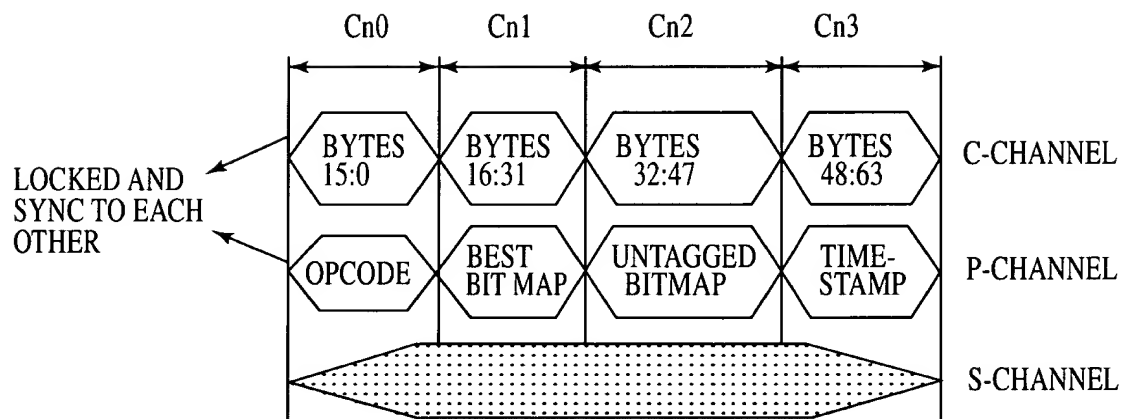 Cn0 Cn1 Cn2 Cn3
BYTES
15:0
BYTES
16:31
BYTES
32:47
BYTES
48:63
C-CHANNEL
LOCKED AND
SYNC TO EACH
OTHER
OPCODE
BEST
BIT MAP
UNTAGGED
BITMAP
TIME-
STAMP
P-CHANNEL
S-CHANNEL